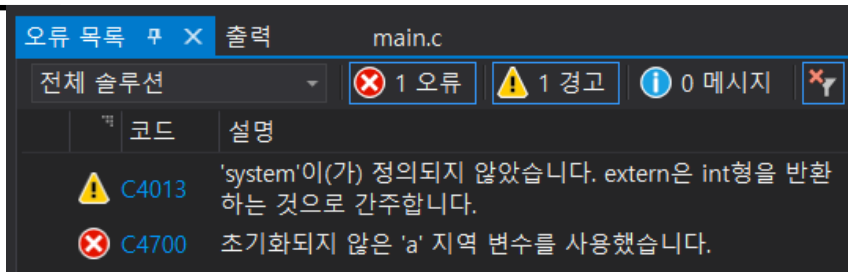 오류 목록 출력 main.c
전체 솔루션 1 오류 1 경고 0 메시지
코드 설명
C4013 'system'이(가) 정의되지 않았습니다. extern은 int형을 반환
하는 것으로 간주합니다.
C4700 초기화되지 않은 'a' 지역 변수를 사용했습니다.